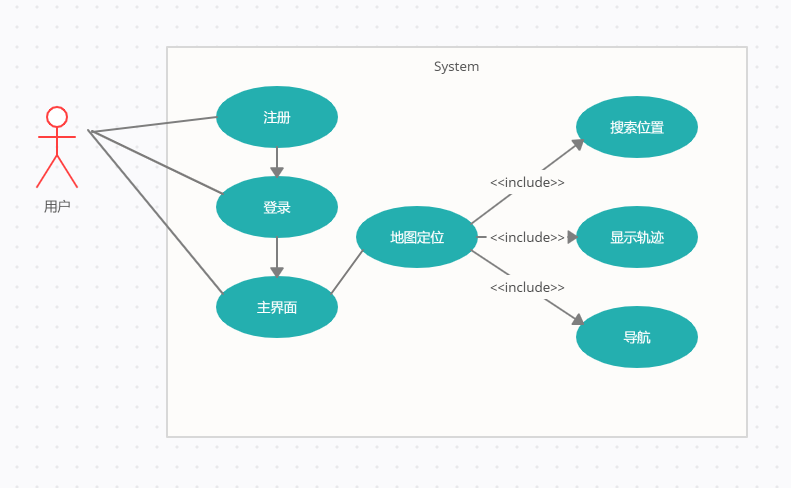 System
用户
注册
登录
主界面
地图定位
<<include>>
<<include>>
<<include>>
搜索位置
显示轨迹
导航